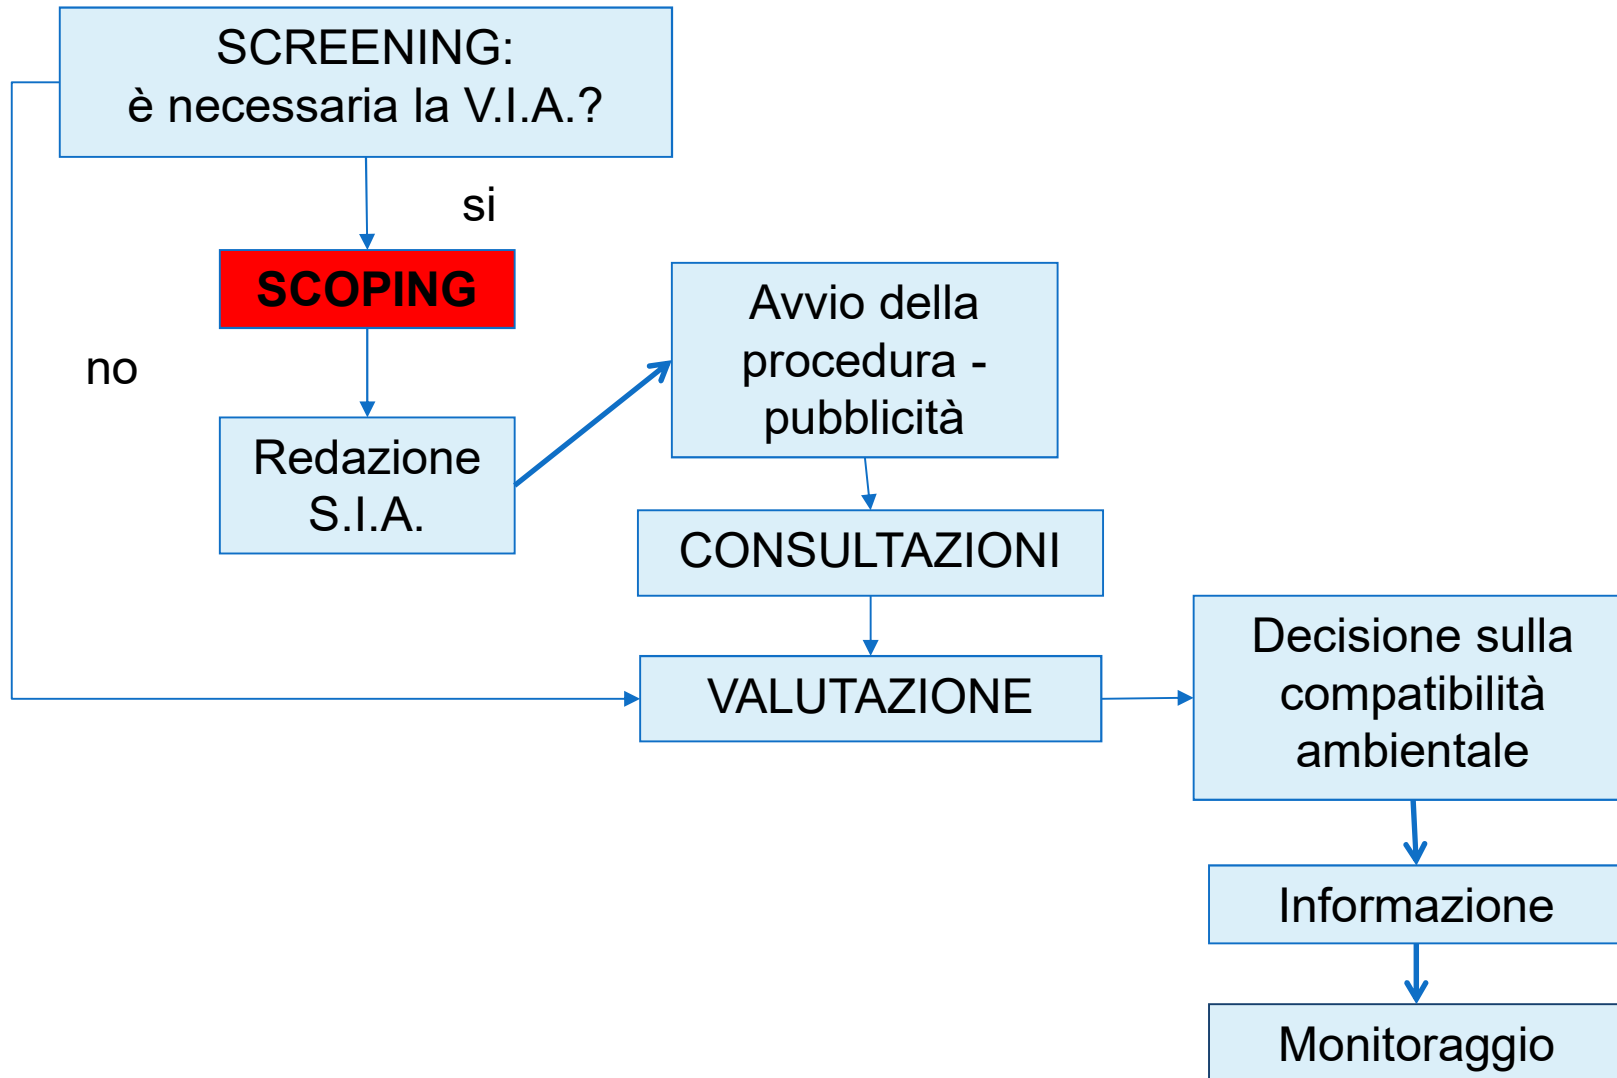 SCREENING:
è necessaria la V.I.A.?
si
SCOPING
no
Redazione
S.I.A.
Avvio della
procedura -
pubblicità
CONSULTAZIONI
VALUTAZIONE
Decisione sulla
compatibilità
ambientale
Informazione
Monitoraggio